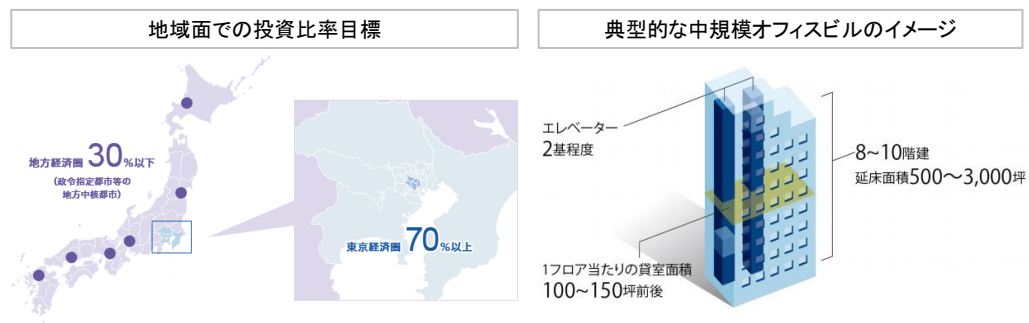 地域面での投資比率目標
地方経済圏 30%以下
(政令指定都市等の
地方中核都市)
東京経済圏 70%以上
典型的な中規模オフィスビルのイメージ
エレベーター
2基程度
8~10階建
延床面積500〜3,000坪
1フロア当たりの貸室面積
100~150坪前後